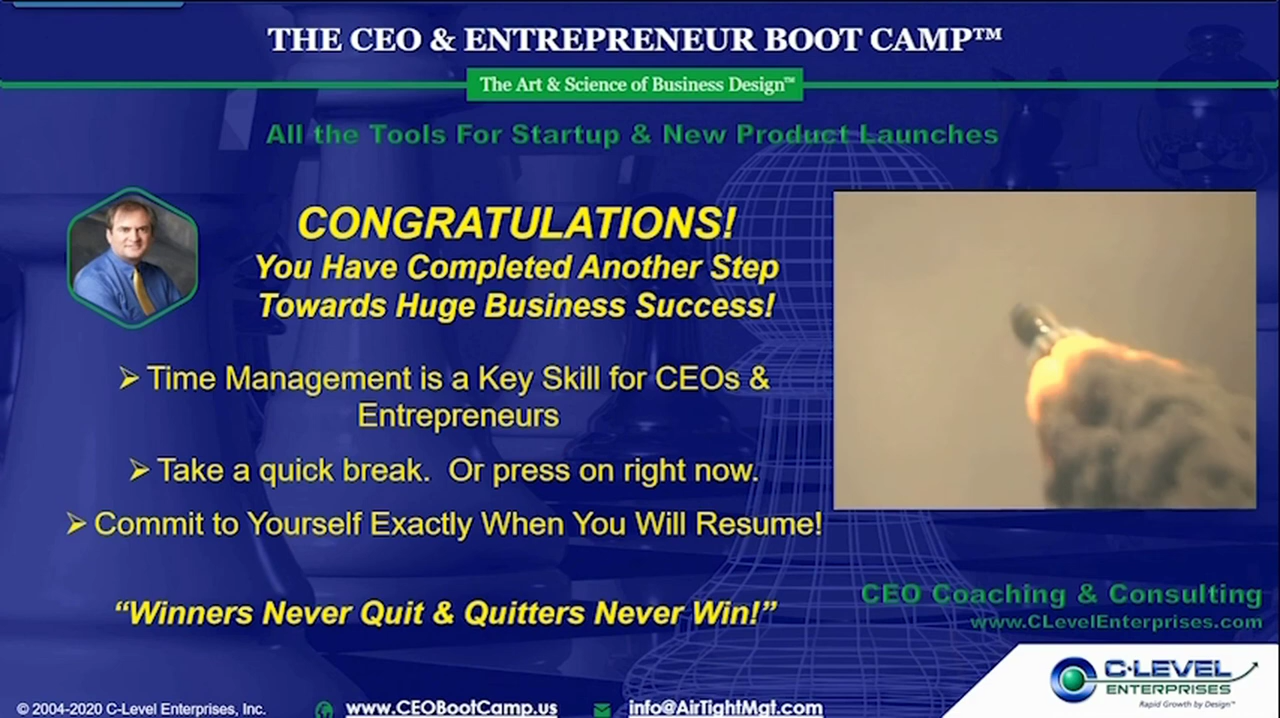 THE CEO & ENTREPRENEUR BOOT CAMP™
The Art & Science of Business Design™
All the Tools For Startup & New Product Launches
CONGRATULATIONS!
You Have Completed Another Step
Towards Huge Business Success!
➢ Time Management is a Key Skill for CEOs &
Entrepreneurs
➢ Take a quick break.  Or press on right now.
➢ Commit to Yourself Exactly When You Will Resume!
“Winners Never Quit & Quitters Never Win!”
CEO Coaching & Consulting
www.CLevelEnterprises.com
C-LEVEL
ENTERPRISES
Rapid Growth by Design™
© 2004-2020 C-Level Enterprises, Inc.
www.CEOBootCamp.us
info@AirTightMgt.com